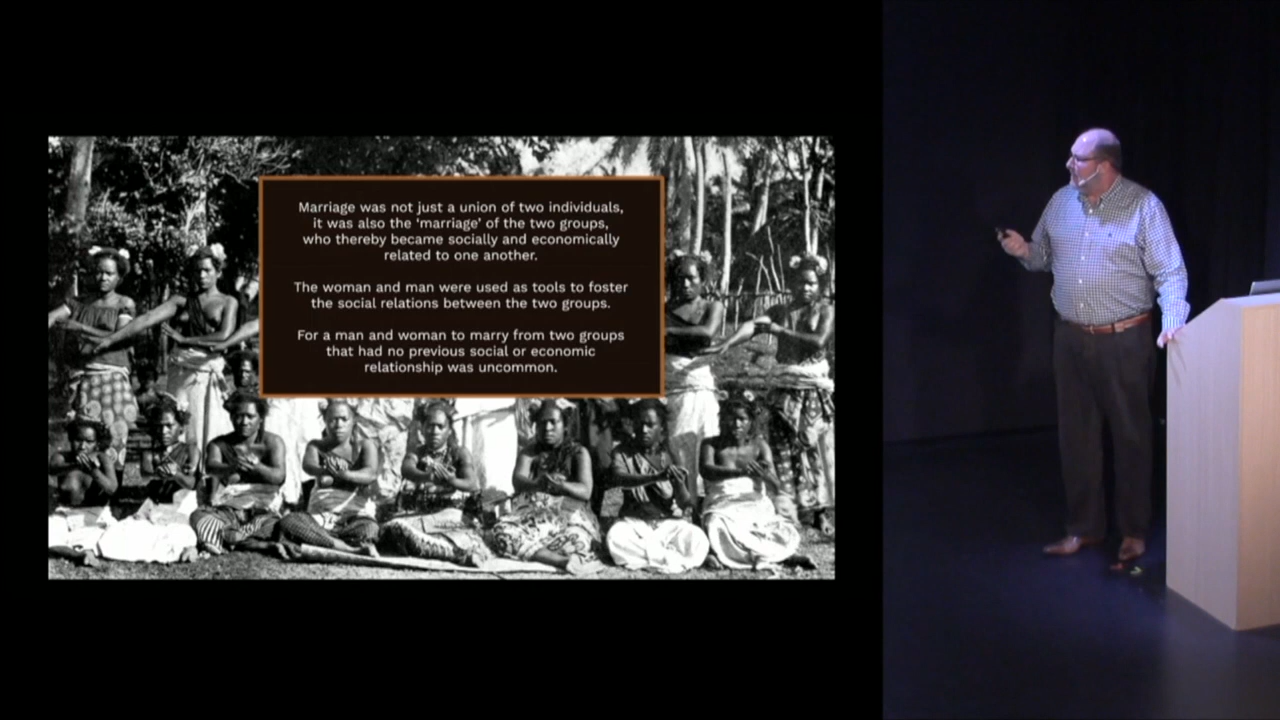 Marriage was not just a union of two individuals,
it was also the 'marriage' of the two groups,
who thereby became socially and economically
related to one another.
The woman and man were used as tools to foster
the social relations between the two groups.
For a man and woman to marry from two groups
that had no previous social or economic
relationship was uncommon.